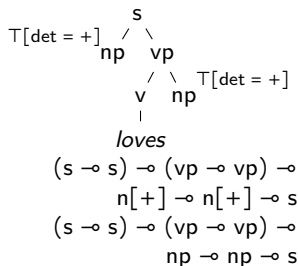 s
⊤[det = +] np vp
v np ⊤[det = +]
loves
(s ⊸ s) ⊸ (vp ⊸ vp) ⊸
n[+] ⊸ n[+] ⊸ s
(s ⊸ s) ⊸ (vp ⊸ vp) ⊸
np ⊸ np ⊸ s